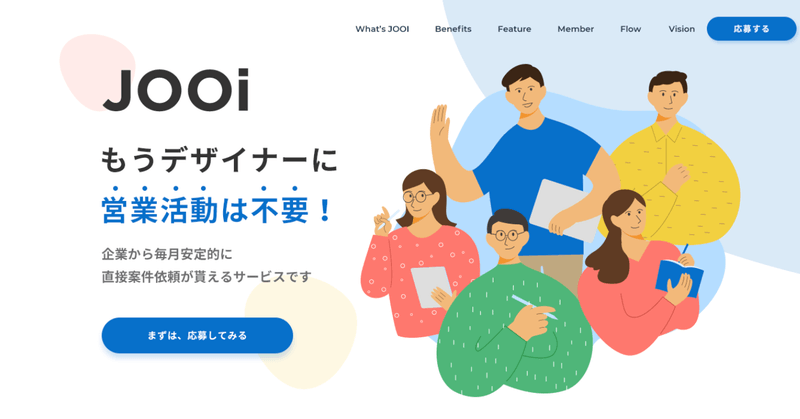 What's JOOI
Benefits
Feature
Member
Flow
Vision
応募する
JOOi
もうデザイナーに
営業活動は不要！
企業から毎月安定的に
直接案件依頼が貰えるサービスです
まずは、応募してみる